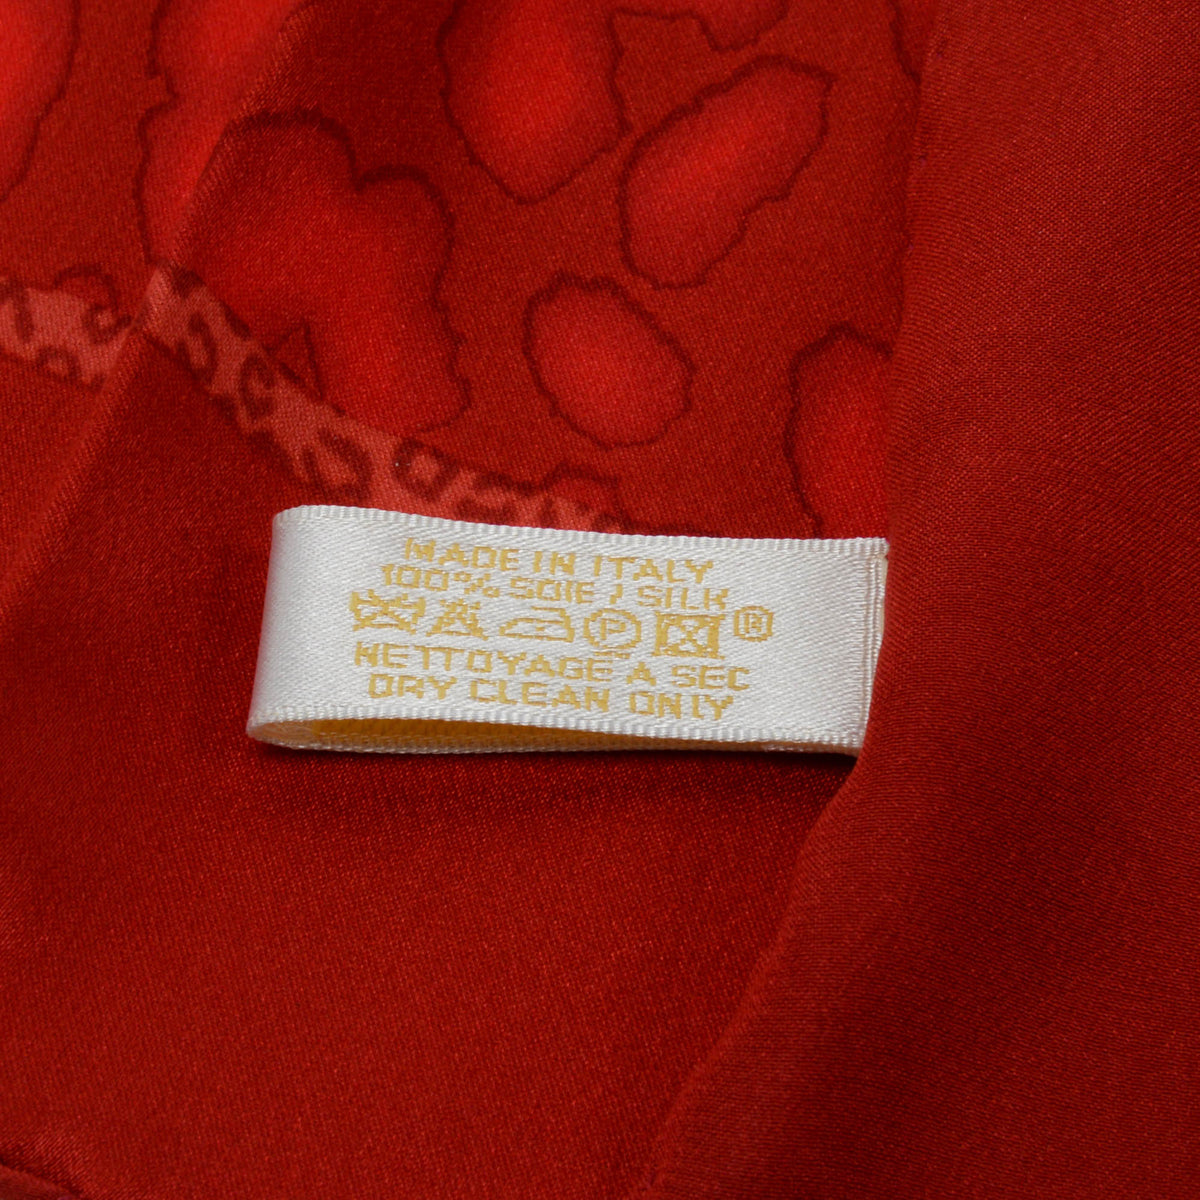 MADE IN ITALY
100% SOIE / SILK
P ®
NETTOYAGE A SEC
DRY CLEAN ONLY